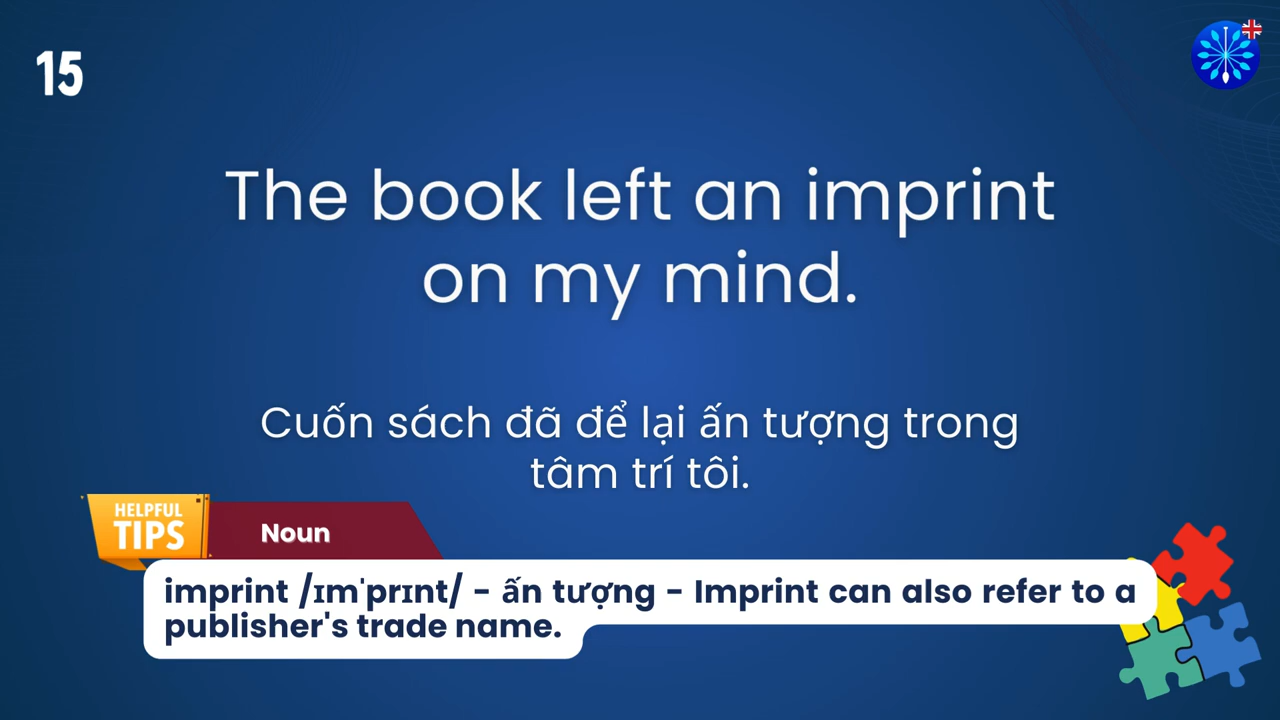 15
The book left an imprint
on my mind.
Cuốn sách đã để lại ấn tượng trong
tâm trí tôi.
HELPFUL
TIPS
Noun
imprint /ɪmˈprɪnt/ - ấn tượng - Imprint can also refer to a
publisher's trade name.